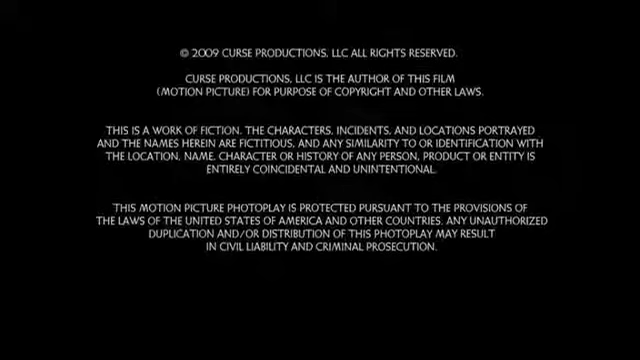 © 2009 CURSE PRODUCTIONS, LLC ALL RIGHTS RESERVED.
CURSE PRODUCTIONS, LLC IS THE AUTHOR OF THIS FILM
(MOTION PICTURE) FOR PURPOSE OF COPYRIGHT AND OTHER LAWS.
THIS IS A WORK OF FICTION. THE CHARACTERS, INCIDENTS, AND LOCATIONS PORTRAYED
AND THE NAMES HEREIN ARE FICTITIOUS, AND ANY SIMILARITY TO OR IDENTIFICATION WITH
THE LOCATION, NAME, CHARACTER OR HISTORY OF ANY PERSON, PRODUCT OR ENTITY IS
ENTIRELY COINCIDENTAL AND UNINTENTIONAL.
THIS MOTION PICTURE PHOTOPLAY IS PROTECTED PURSUANT TO THE PROVISIONS OF
THE LAWS OF THE UNITED STATES OF AMERICA AND OTHER COUNTRIES. ANY UNAUTHORIZED
DUPLICATION AND/OR DISTRIBUTION OF THIS PHOTOPLAY MAY RESULT
IN CIVIL LIABILITY AND CRIMINAL PROSECUTION.